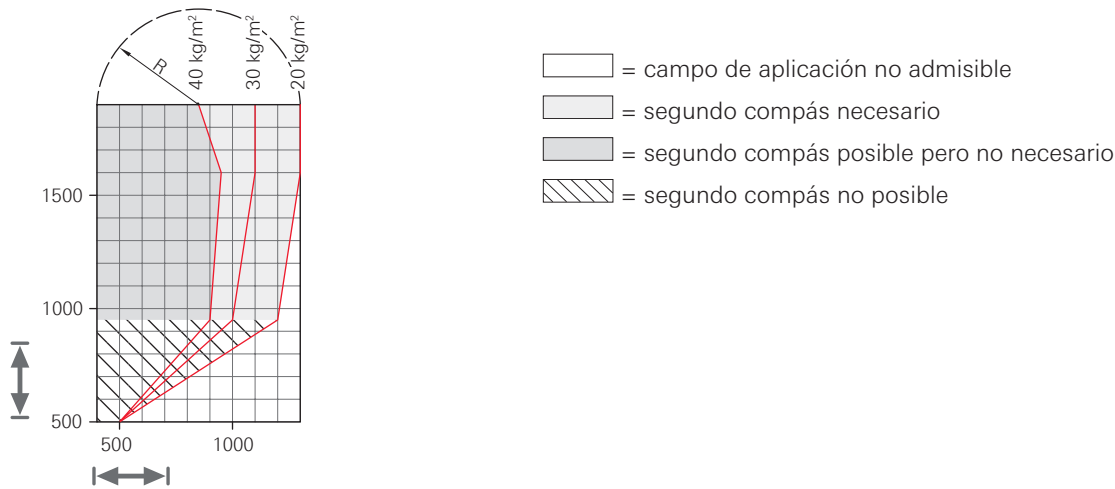 40 kg/m²
30 kg/m²
20 kg/m²
R
1500
1000
500
500
1000
= campo de aplicación no admisible
= segundo compás necesario
= segundo compás posible pero no necesario
= segundo compás no posible